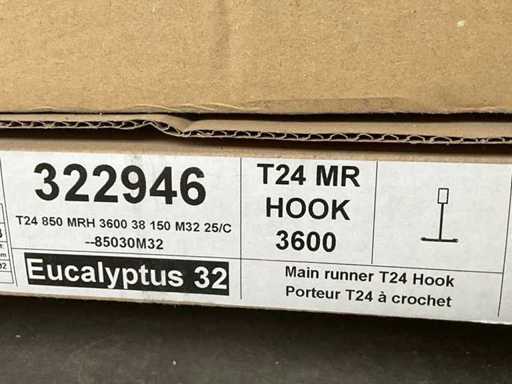 322946
T24 850 MRH 3600 38 150 M32 25/C
--85030M32
Eucalyptus 32
T24 MR
HOOK
3600
Main runner T24 Hook
Porteur T24 à crochet